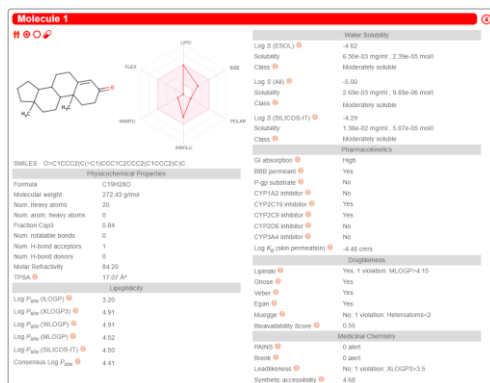 Molecule 1
LIPO
FLEX
SIZE
INSATU
POLAR
INSOLU
O
H₃C
CH₃
SMILES O=C1CCC2(C(=C1)CCC1C2CCC2(C1CCC2)C)C
Physicochemical Properties
Formula C19H28O
Molecular weight 272.43 g/mol
Num. heavy atoms 20
Num. arom. heavy atoms 0
Fraction Csp3 0.84
Num. rotatable bonds 0
Num. H-bond acceptors 1
Num. H-bond donors 0
Molar Refractivity 84.20
TPSA 17.07 Å²
Lipophilicity
Log Po/w (iLOGP) 3.20
Log Po/w (XLOGP3) 4.91
Log Po/w (WLOGP) 4.91
Log Po/w (MLOGP) 4.52
Log Po/w (SILICOS-IT) 4.50
Consensus Log Po/w 4.41
Water Solubility
Log S (ESOL) -4.62
Solubility 6.50e-03 mg/ml ; 2.39e-05 mol/l
Class Moderately soluble
Log S (Ali) -5.00
Solubility 2.69e-03 mg/ml ; 9.89e-06 mol/l
Class Moderately soluble
Log S (SILICOS-IT) -4.29
Solubility 1.38e-02 mg/ml ; 5.07e-05 mol/l
Class Moderately soluble
Pharmacokinetics
GI absorption High
BBB permeant Yes
P-gp substrate No
CYP1A2 inhibitor No
CYP2C19 inhibitor Yes
CYP2C9 inhibitor Yes
CYP2D6 inhibitor No
CYP3A4 inhibitor No
Log Kp (skin permeation) -4.48 cm/s
Druglikeness
Lipinski Yes; 1 violation: MLOGP>4.15
Ghose Yes
Veber Yes
Egan Yes
Muegge No; 1 violation: Heteroatoms<2
Bioavailability Score 0.55
Medicinal Chemistry
PAINS 0 alert
Brenk 0 alert
Leadlikeness No; 1 violation: XLOGP3>3.5
Synthetic accessibility 4.68